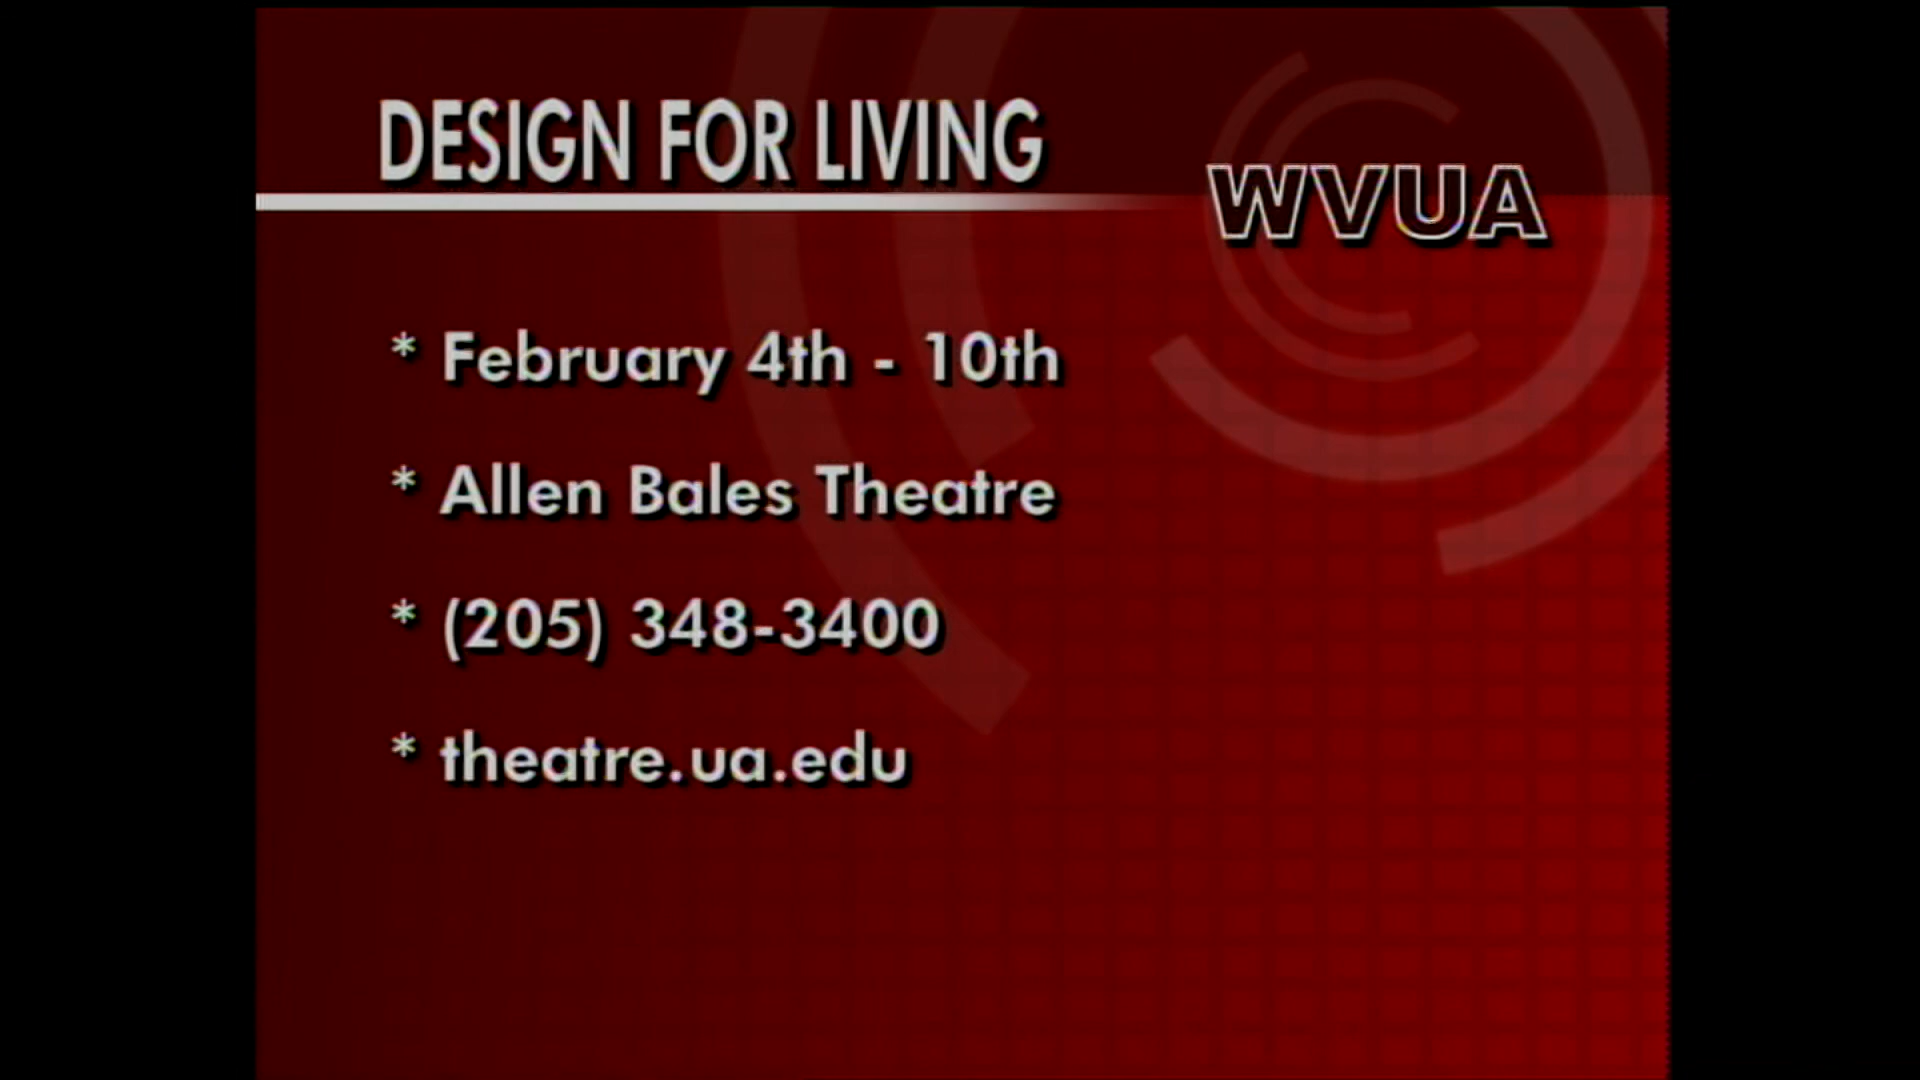 DESIGN FOR LIVING
WVUA
* February 4th - 10th
* Allen Bales Theatre
* (205) 348-3400
* theatre.ua.edu